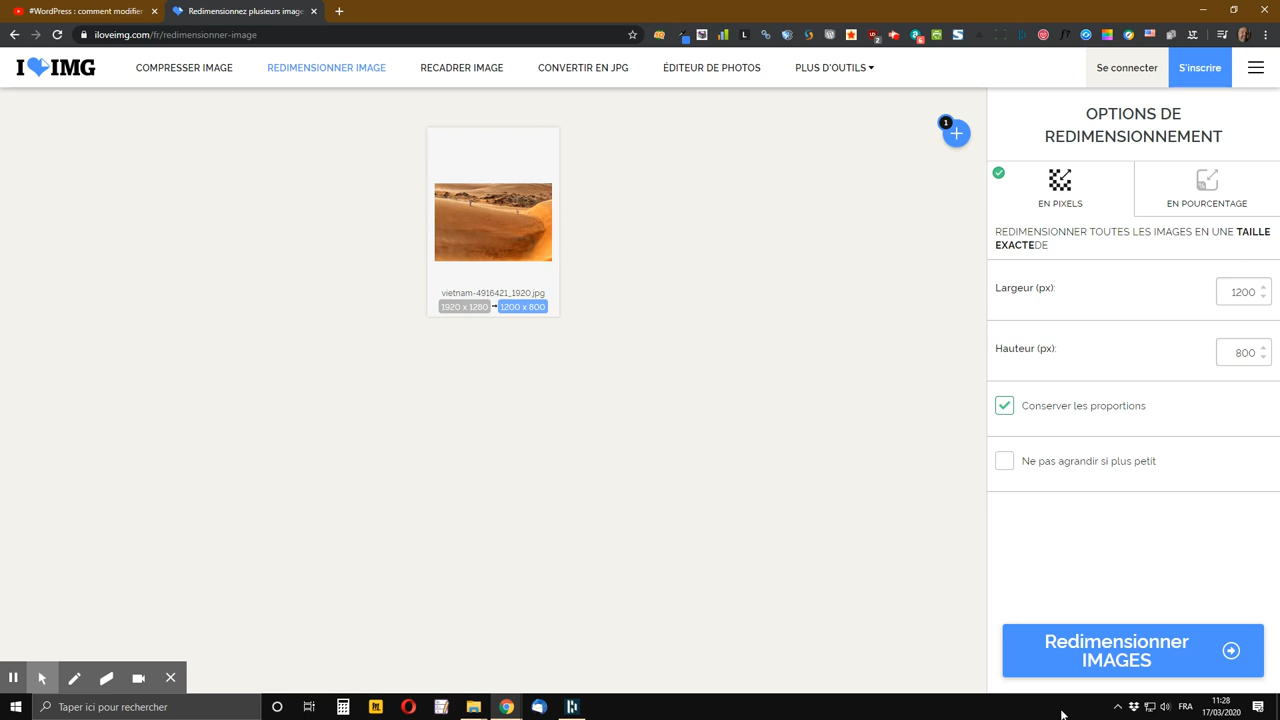 #WordPress : comment modifier
Redimensionnez plusieurs image
iloveimg.com/fr/redimensionner-image
I IMG
COMPRESSER IMAGE
REDIMENSIONNER IMAGE
RECADRER IMAGE
CONVERTIR EN JPG
ÉDITEUR DE PHOTOS
PLUS D'OUTILS
Se connecter
S'inscrire
1
OPTIONS DE
REDIMENSIONNEMENT
EN PIXELS
EN POURCENTAGE
REDIMENSIONNER TOUTES LES IMAGES EN UNE TAILLE
EXACTEDE
Largeur (px):
1200
Hauteur (px):
800
Conserver les proportions
Ne pas agrandir si plus petit
vietnam-4916421_1920.jpg
1920 x 1280
1200 x 800
Redimensionner
IMAGES
Taper ici pour rechercher
FRA
11:28
17/03/2020